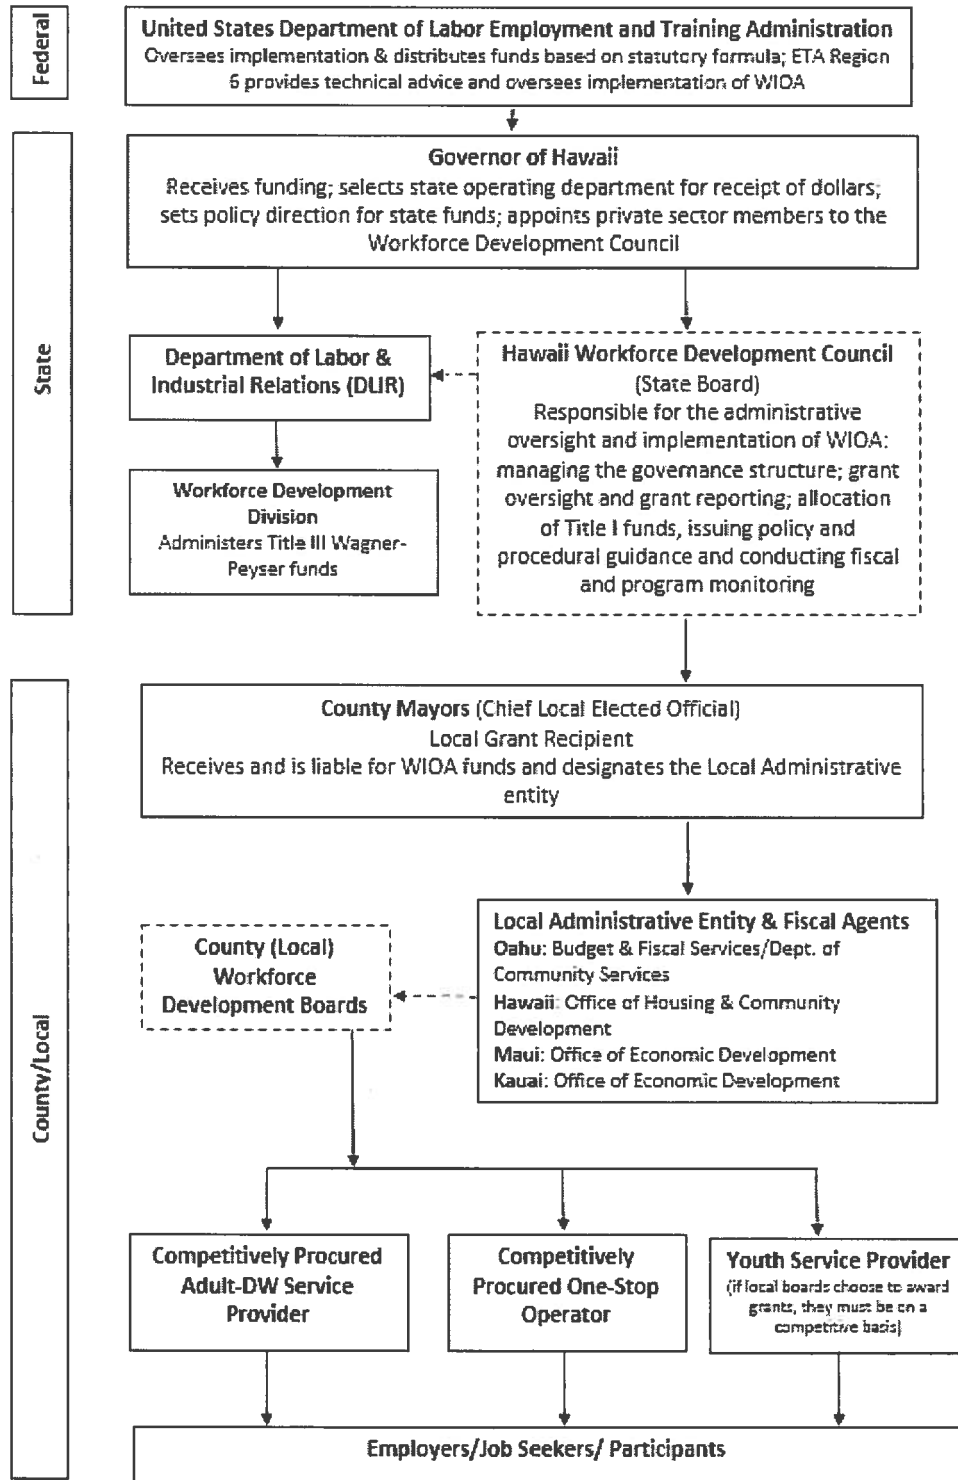 Federal
United States Department of Labor Employment and Training Administration
Oversees implementation & distributes funds based on statutory formula; ETA Region
6 provides technical advice and oversees implementation of WIOA
State
Governor of Hawaii
Receives funding; selects state operating department for receipt of dollars;
sets policy direction for state funds; appoints private sector members to the
Workforce Development Council
Department of Labor &
Industrial Relations (DLIR)
Workforce Development
Division
Administers Title III Wagner-
Peyser funds
Hawaii Workforce Development Council
(State Board)
Responsible for the administrative
oversight and implementation of WIOA:
managing the governance structure; grant
oversight and grant reporting; allocation
of Title I funds, issuing policy and
procedural guidance and conducting fiscal
and program monitoring
County/Local
County Mayors (Chief Local Elected Official)
Local Grant Recipient
Receives and is liable for WIOA funds and designates the Local Administrative
entity
County (Local)
Workforce
Development Boards
Local Administrative Entity & Fiscal Agents
Oahu: Budget & Fiscal Services/Dept. of
Community Services
Hawaii: Office of Housing & Community
Development
Maui: Office of Economic Development
Kauai: Office of Economic Development
Competitively Procured
Adult-DW Service
Provider
Competitively
Procured One-Stop
Operator
Youth Service Provider
(if local boards choose to award
grants, they must be on a
competitive basis)
Employers/Job Seekers/ Participants